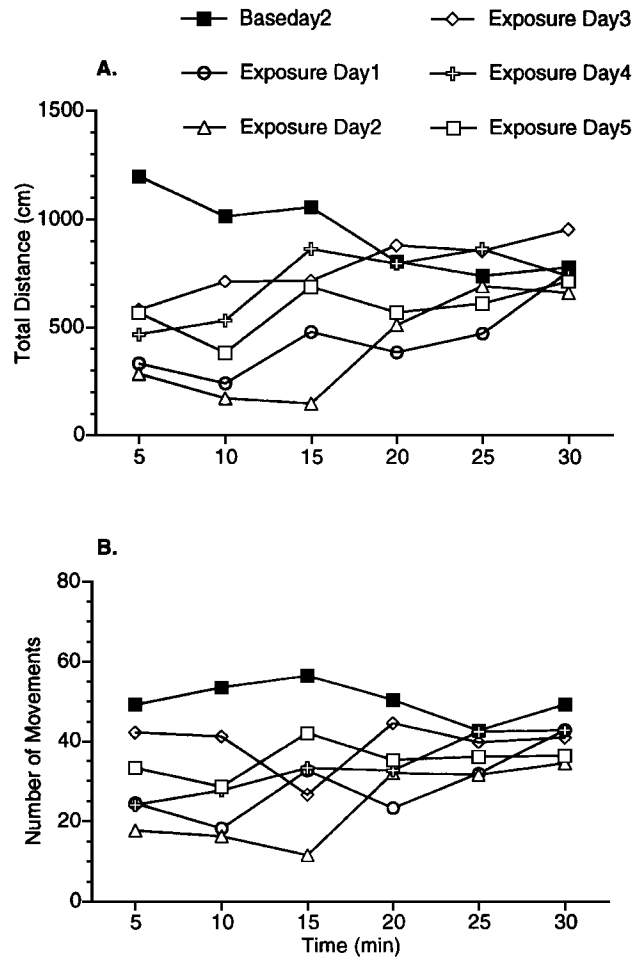 Baseday2
Exposure Day3
A.
Exposure Day1
Exposure Day4
Exposure Day2
Exposure Day5
1500
1000
500
0
Total Distance (cm)
5 10 15 20 25 30
B.
80
60
40
20
0
Number of Movements
5 10 15 20 25 30
Time (min)